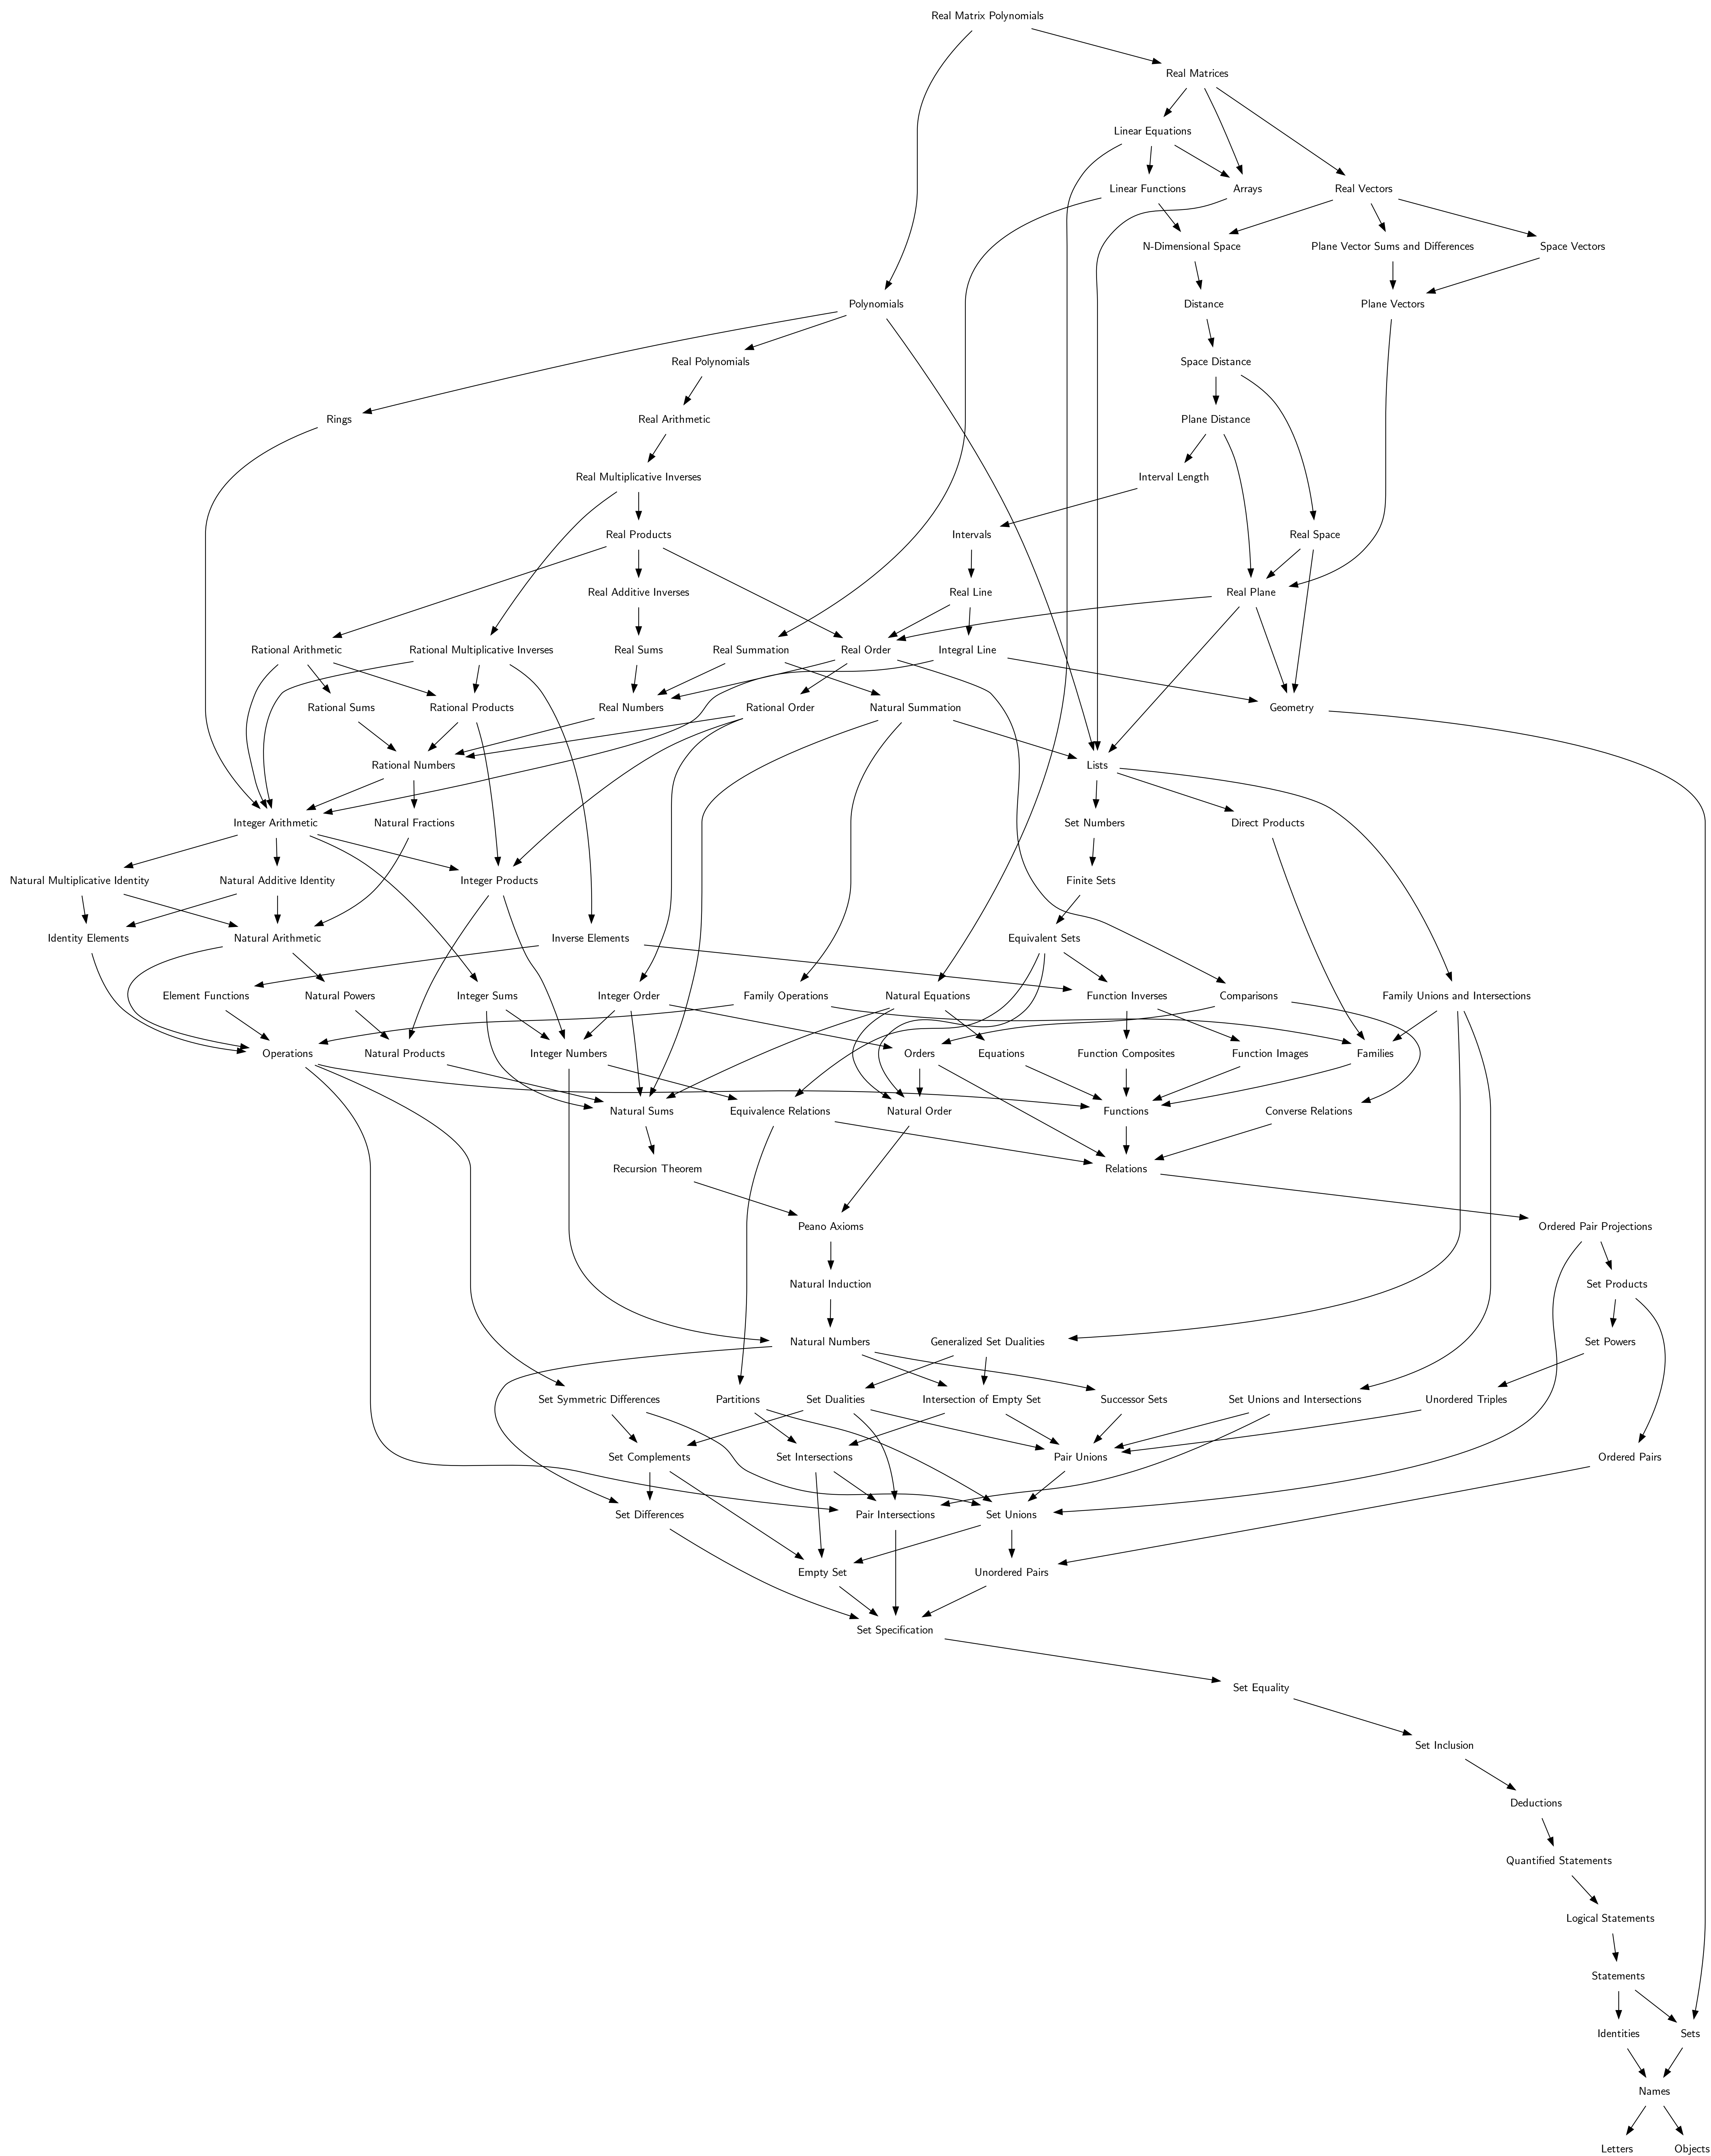 Real Matrix Polynomials
Real Matrices
Linear Equations
Linear Functions
Arrays
Real Vectors
N-Dimensional Space
Plane Vector Sums and Differences
Space Vectors
Polynomials
Distance
Plane Vectors
Real Polynomials
Space Distance
Rings
Real Arithmetic
Plane Distance
Real Multiplicative Inverses
Interval Length
Real Products
Intervals
Real Space
Real Additive Inverses
Real Line
Real Plane
Rational Arithmetic
Rational Multiplicative Inverses
Real Sums
Real Summation
Real Order
Integral Line
Rational Sums
Rational Products
Real Numbers
Rational Order
Natural Summation
Geometry
Rational Numbers
Lists
Integer Arithmetic
Natural Fractions
Set Numbers
Direct Products
Natural Multiplicative Identity
Natural Additive Identity
Integer Products
Finite Sets
Identity Elements
Natural Arithmetic
Inverse Elements
Equivalent Sets
Element Functions
Natural Powers
Integer Sums
Integer Order
Family Operations
Natural Equations
Function Inverses
Comparisons
Family Unions and Intersections
Operations
Natural Products
Integer Numbers
Orders
Equations
Function Composites
Function Images
Families
Natural Sums
Equivalence Relations
Natural Order
Functions
Converse Relations
Recursion Theorem
Relations
Peano Axioms
Ordered Pair Projections
Natural Induction
Set Products
Natural Numbers
Generalized Set Dualities
Set Powers
Set Symmetric Differences
Partitions
Set Dualities
Intersection of Empty Set
Successor Sets
Set Unions and Intersections
Unordered Triples
Set Complements
Set Intersections
Pair Unions
Ordered Pairs
Set Differences
Pair Intersections
Set Unions
Empty Set
Unordered Pairs
Set Specification
Set Equality
Set Inclusion
Deductions
Quantified Statements
Logical Statements
Statements
Identities
Sets
Names
Letters
Objects